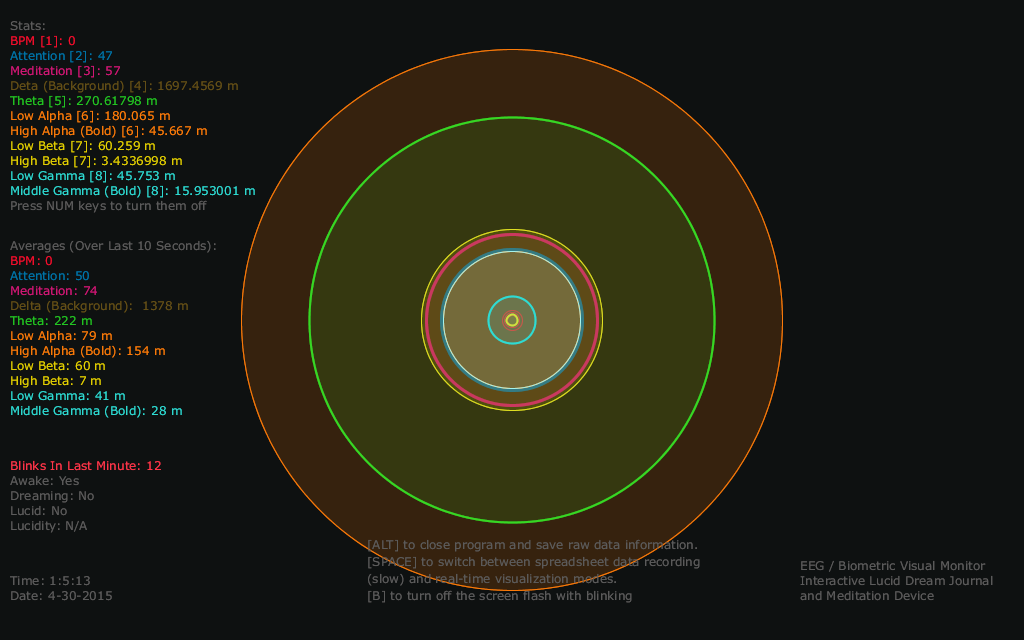 Stats:
BPM [1]: 0
Attention [2]: 47
Meditation [3]: 57
Deta (Background) [4]: 1697.4569 m
Theta [5]: 270.61798 m
Low Alpha [6]: 180.065 m
High Alpha (Bold) [6]: 45.667 m
Low Beta [7]: 60.259 m
High Beta [7]: 3.4336998 m
Low Gamma [8]: 45.753 m
Middle Gamma (Bold) [8]: 15.953001 m
Press NUM keys to turn them off
Averages (Over Last 10 Seconds):
BPM: 0
Attention: 50
Meditation: 74
Delta (Background): 1378 m
Theta: 222 m
Low Alpha: 79 m
High Alpha (Bold): 154 m
Low Beta: 60 m
High Beta: 7 m
Low Gamma: 41 m
Middle Gamma (Bold): 28 m
Blinks In Last Minute: 12
Awake: Yes
Dreaming: No
Lucid: No
Lucidity: N/A
Time: 1:5:13
Date: 4-30-2015
[ALT] to close program and save raw data information.
[SPACE] to switch between spreadsheet data recording
(slow) and real-time visualization modes.
[B] to turn off the screen flash with blinking
EEG / Biometric Visual Monitor
Interactive Lucid Dream Journal
and Meditation Device